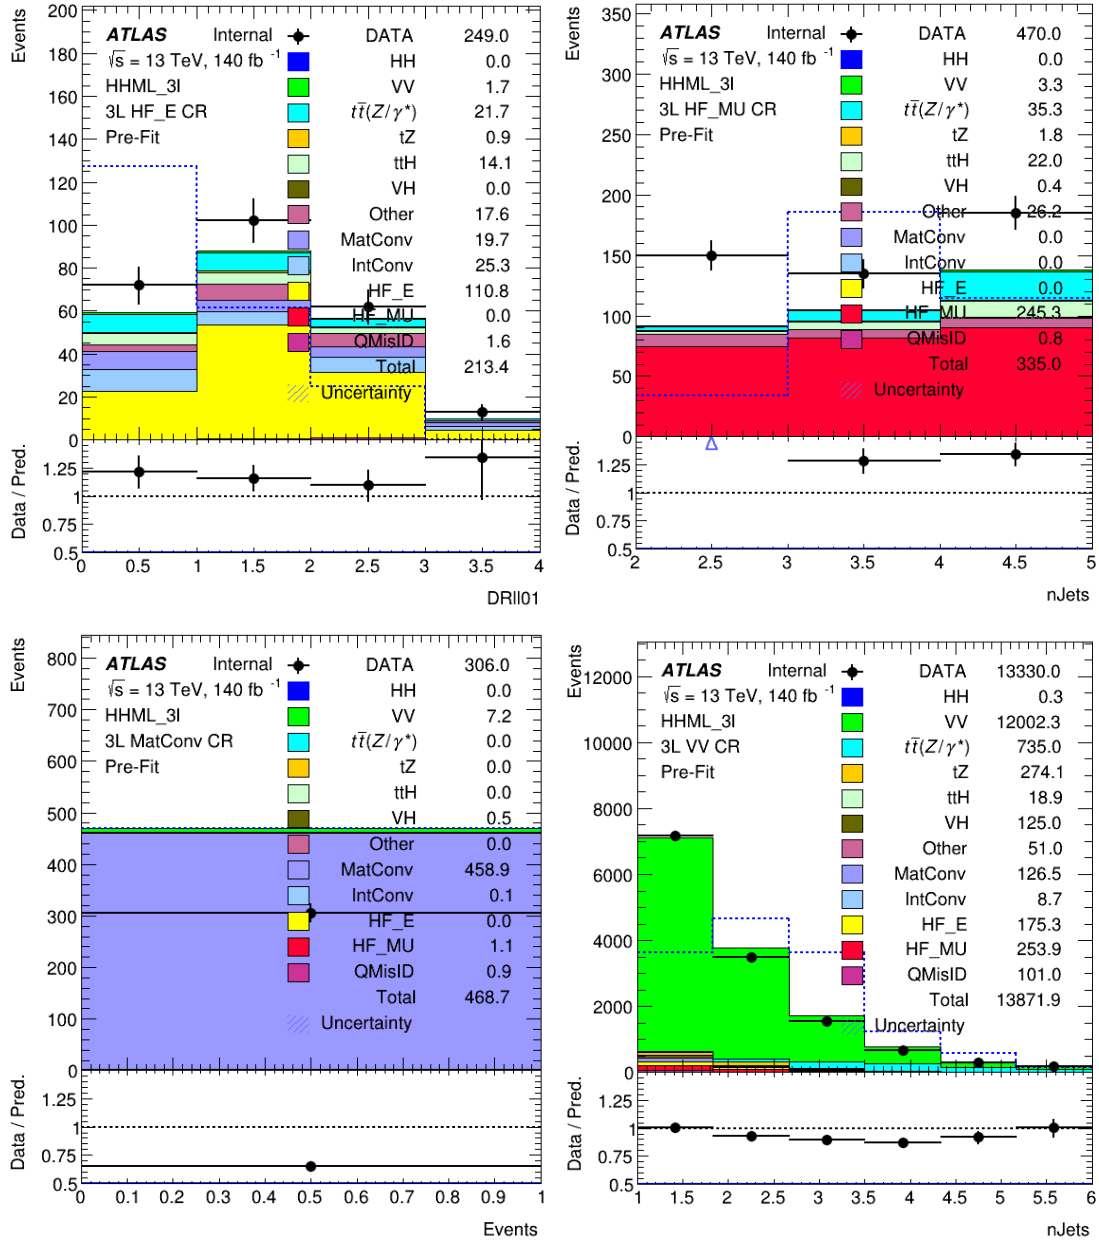 Events
200
180
160
140
120
100
80
60
40
20
0
ATLAS Internal
√s = 13 TeV, 140 fb -1
HHML_3l
3L HF_E CR
Pre-Fit
DATA 249.0
HH 0.0
VV 1.7
tt̄(Z/γ*) 21.7
tZ 0.9
ttH 14.1
VH 0.0
Other 17.6
MatConv 19.7
IntConv 25.3
HF_E 110.8
HF_MU 0.0
QMisID 1.6
Total 213.4
Uncertainty
Data / Pred.
1.25
1
0.75
0.5
0 0.5 1 1.5 2 2.5 3 3.5 4
DRll01
Events
350
300
250
200
150
100
50
0
ATLAS Internal
√s = 13 TeV, 140 fb -1
HHML_3l
3L HF_MU CR
Pre-Fit
DATA 470.0
HH 0.0
VV 3.3
tt̄(Z/γ*) 35.3
tZ 1.8
ttH 22.0
VH 0.4
Other 26.2
MatConv 0.0
IntConv 0.0
HF_E 0.0
HF_MU 245.3
QMisID 0.8
Total 335.0
Uncertainty
Data / Pred.
1.25
1
0.75
0.5
2 2.5 3 3.5 4 4.5 5
nJets
Events
800
700
600
500
400
300
200
100
0
ATLAS Internal
√s = 13 TeV, 140 fb -1
HHML_3l
3L MatConv CR
Pre-Fit
DATA 306.0
HH 0.0
VV 7.2
tt̄(Z/γ*) 0.0
tZ 0.0
ttH 0.0
VH 0.5
Other 0.0
MatConv 458.9
IntConv 0.1
HF_E 0.0
HF_MU 1.1
QMisID 0.9
Total 468.7
Uncertainty
Data / Pred.
1.25
1
0.75
0.5
0 0.1 0.2 0.3 0.4 0.5 0.6 0.7 0.8 0.9 1
Events
Events
12000
10000
8000
6000
4000
2000
0
ATLAS Internal
√s = 13 TeV, 140 fb -1
HHML_3l
3L VV CR
Pre-Fit
DATA 13330.0
HH 0.3
VV 12002.3
tt̄(Z/γ*) 735.0
tZ 274.1
ttH 18.9
VH 125.0
Other 51.0
MatConv 126.5
IntConv 8.7
HF_E 175.3
HF_MU 253.9
QMisID 101.0
Total 13871.9
Uncertainty
Data / Pred.
1.25
1
0.75
0.5
1 1.5 2 2.5 3 3.5 4 4.5 5 5.5 6
nJets